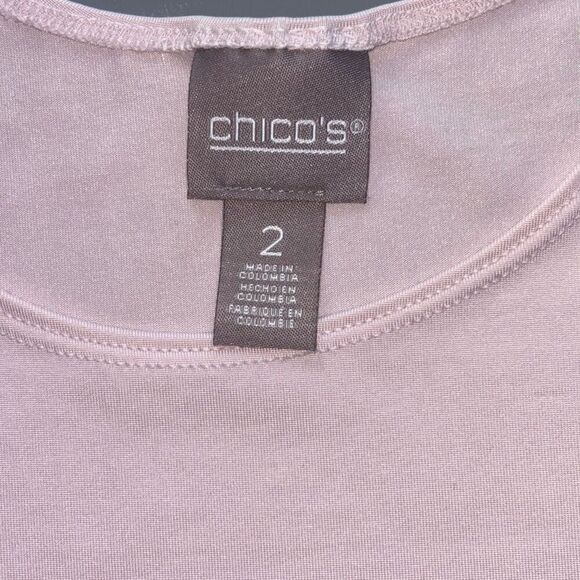 chico's®
2
MADE IN
COLOMBIA
HECHO EN
COLOMBIA
FABRIQUE EN
COLOMBIE